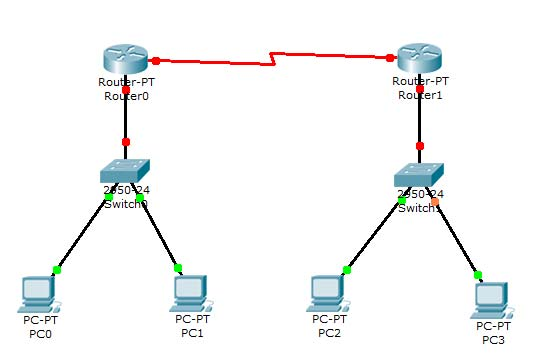 Router-PT
Router0
Router-PT
Router1
2950-24
Switch0
2950-24
Switch1
PC-PT
PC0
PC-PT
PC1
PC-PT
PC2
PC-PT
PC3